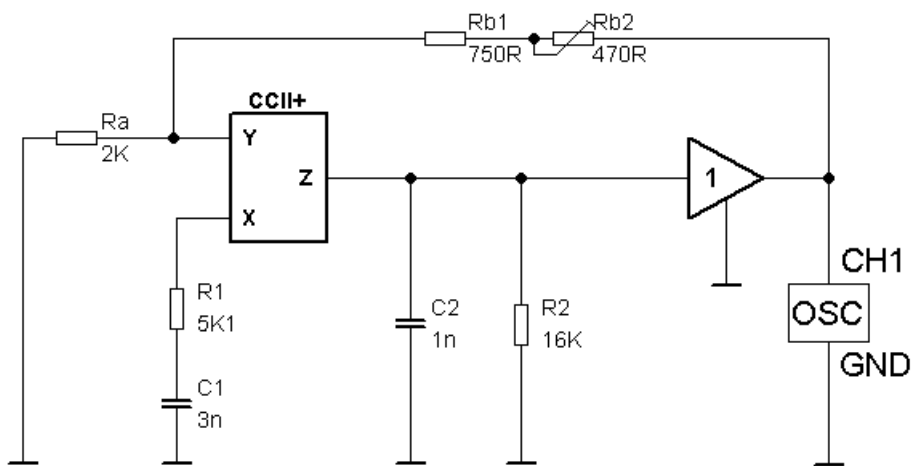 Rb1
750R
Rb2
470R
CCII+
Ra
2K
Y
Z
X
1
R1
5K1
C1
3n
C2
1n
R2
16K
CH1
OSC
GND